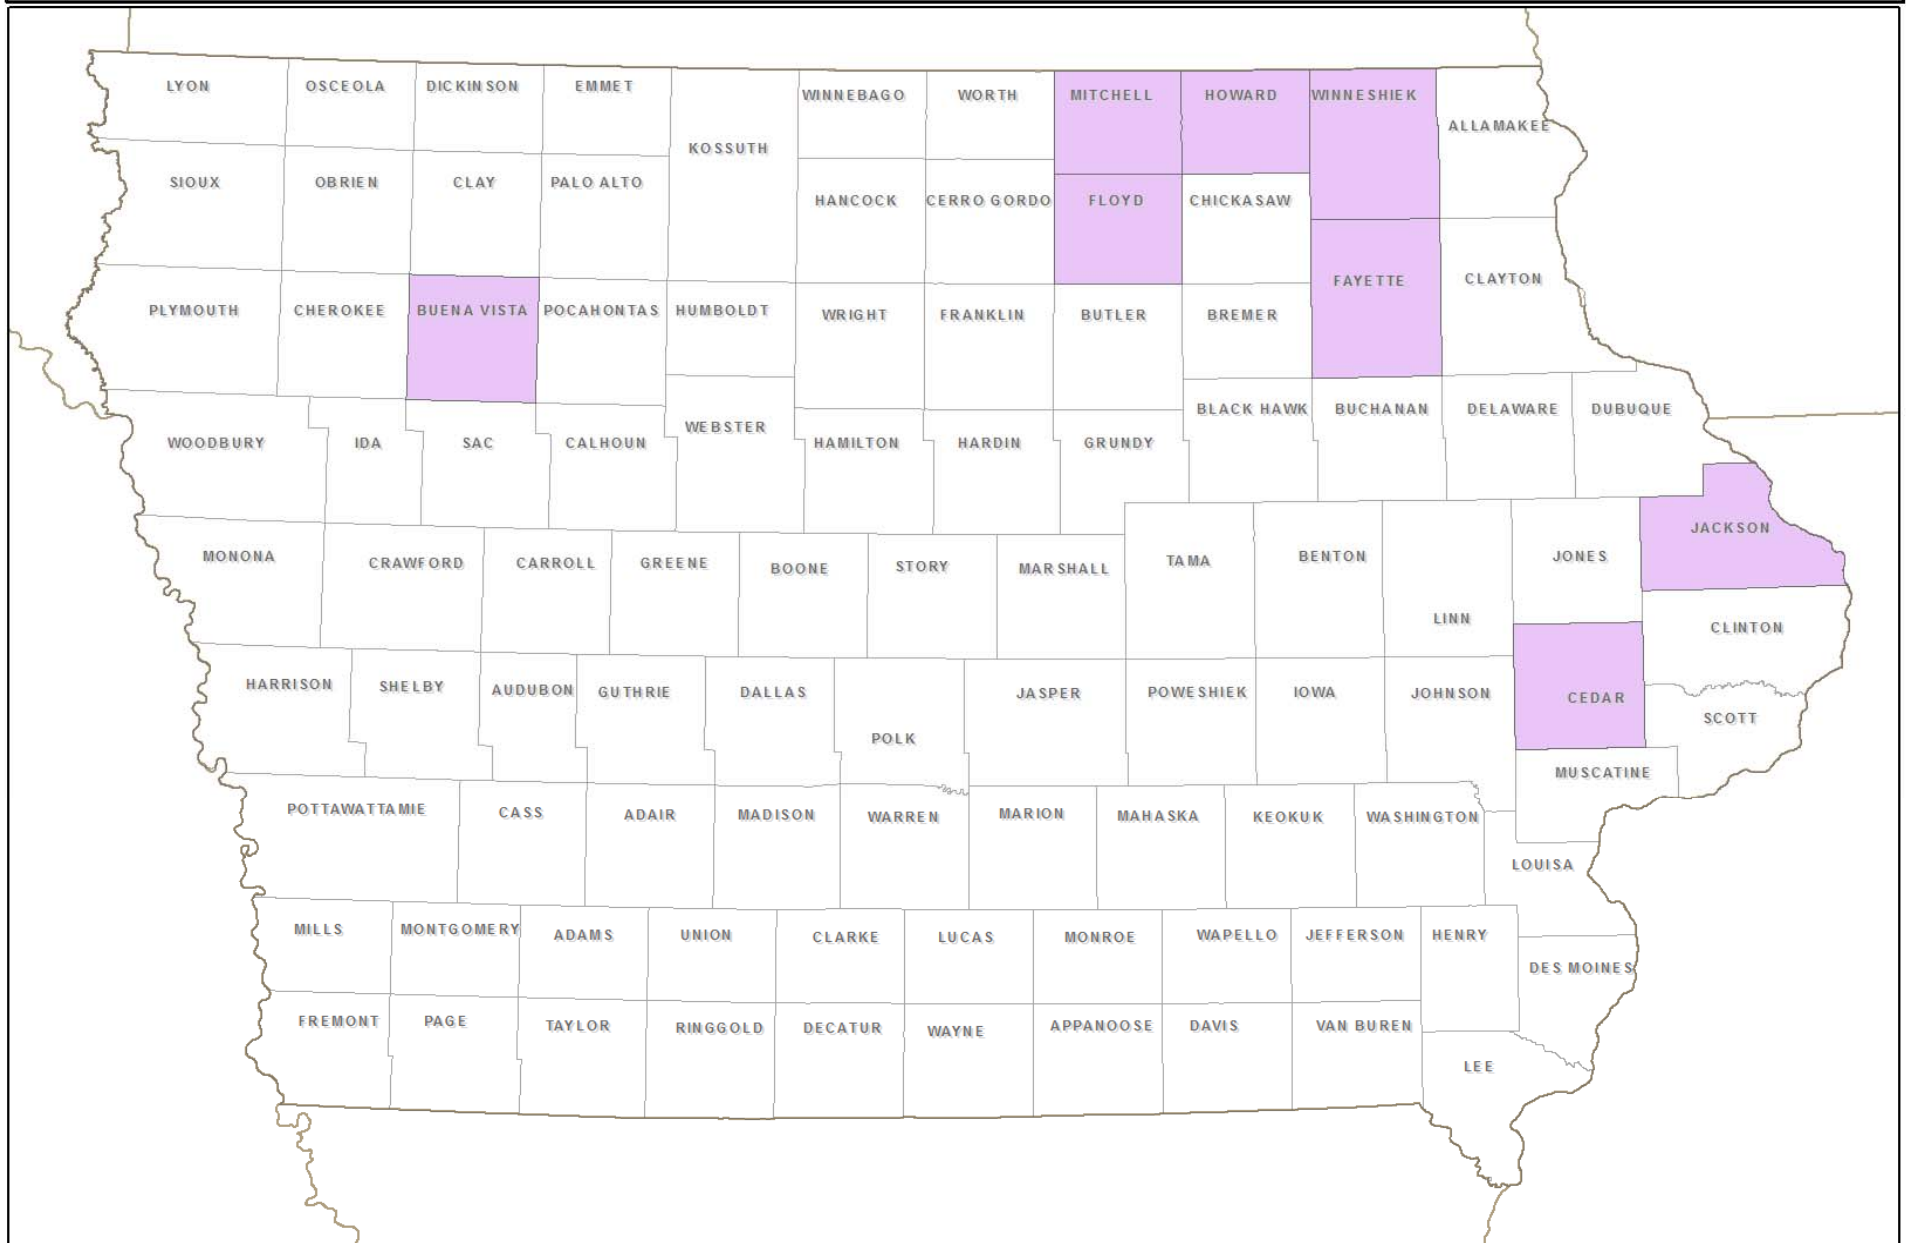 LYON
OSCEOLA
DICKINSON
EMMET
WINNEBAGO
WORTH
MITCHELL
HOWARD
WINNESHIEK
ALLAMAKEE
KOSSUTH
SIOUX
OBRIEN
CLAY
PALO ALTO
HANCOCK
CERRO GORDO
FLOYD
CHICKASAW
FAYETTE
CLAYTON
PLYMOUTH
CHEROKEE
BUENA VISTA
POCAHONTAS
HUMBOLDT
WRIGHT
FRANKLIN
BUTLER
BREMER
BLACK HAWK
BUCHANAN
DELAWARE
DUBUQUE
WEBSTER
WOODBURY
IDA
SAC
CALHOUN
HAMILTON
HARDIN
GRUNDY
JACKSON
MONONA
CRAWFORD
CARROLL
GREENE
BOONE
STORY
MARSHALL
TAMA
BENTON
LINN
JONES
CLINTON
HARRISON
SHELBY
AUDUBON
GUTHRIE
DALLAS
POLK
JASPER
POWESHIEK
IOWA
JOHNSON
CEDAR
SCOTT
MUSCATINE
POTTAWATTAMIE
CASS
ADAIR
MADISON
WARREN
MARION
MAHASKA
KEOKUK
WASHINGTON
LOUISA
MILLS
MONTGOMERY
ADAMS
UNION
CLARKE
LUCAS
MONROE
WAPELLO
JEFFERSON
HENRY
DES MOINES
FREMONT
PAGE
TAYLOR
RINGGOLD
DECATUR
WAYNE
APPANOOSE
DAVIS
VAN BUREN
LEE